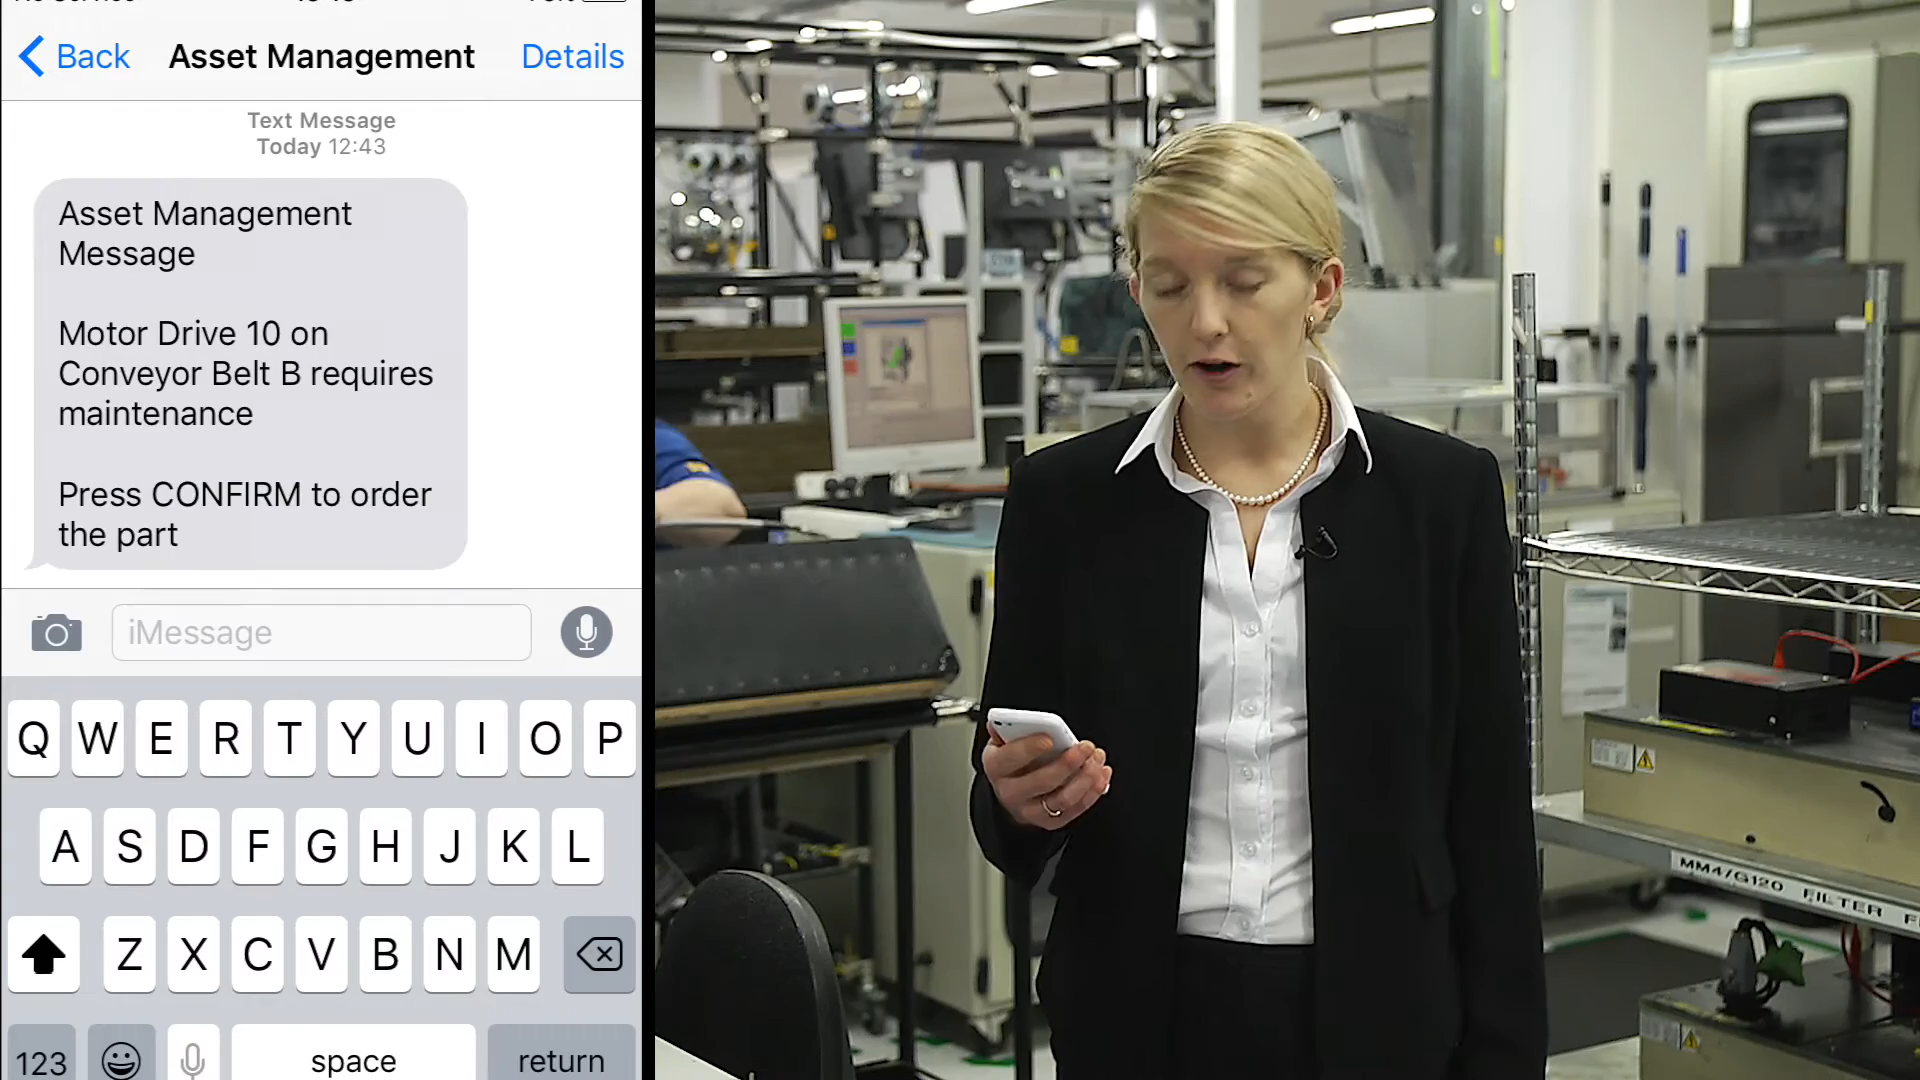 Back Asset Management Details
Text Message
Today 12:43
Asset Management
Message
Motor Drive 10 on
Conveyor Belt B requires
maintenance
Press CONFIRM to order
the part
iMessage
Q W E R T Y U I O P
A S D F G H J K L
Z X C V B N M
123 space return
MM4/G120 FILTER